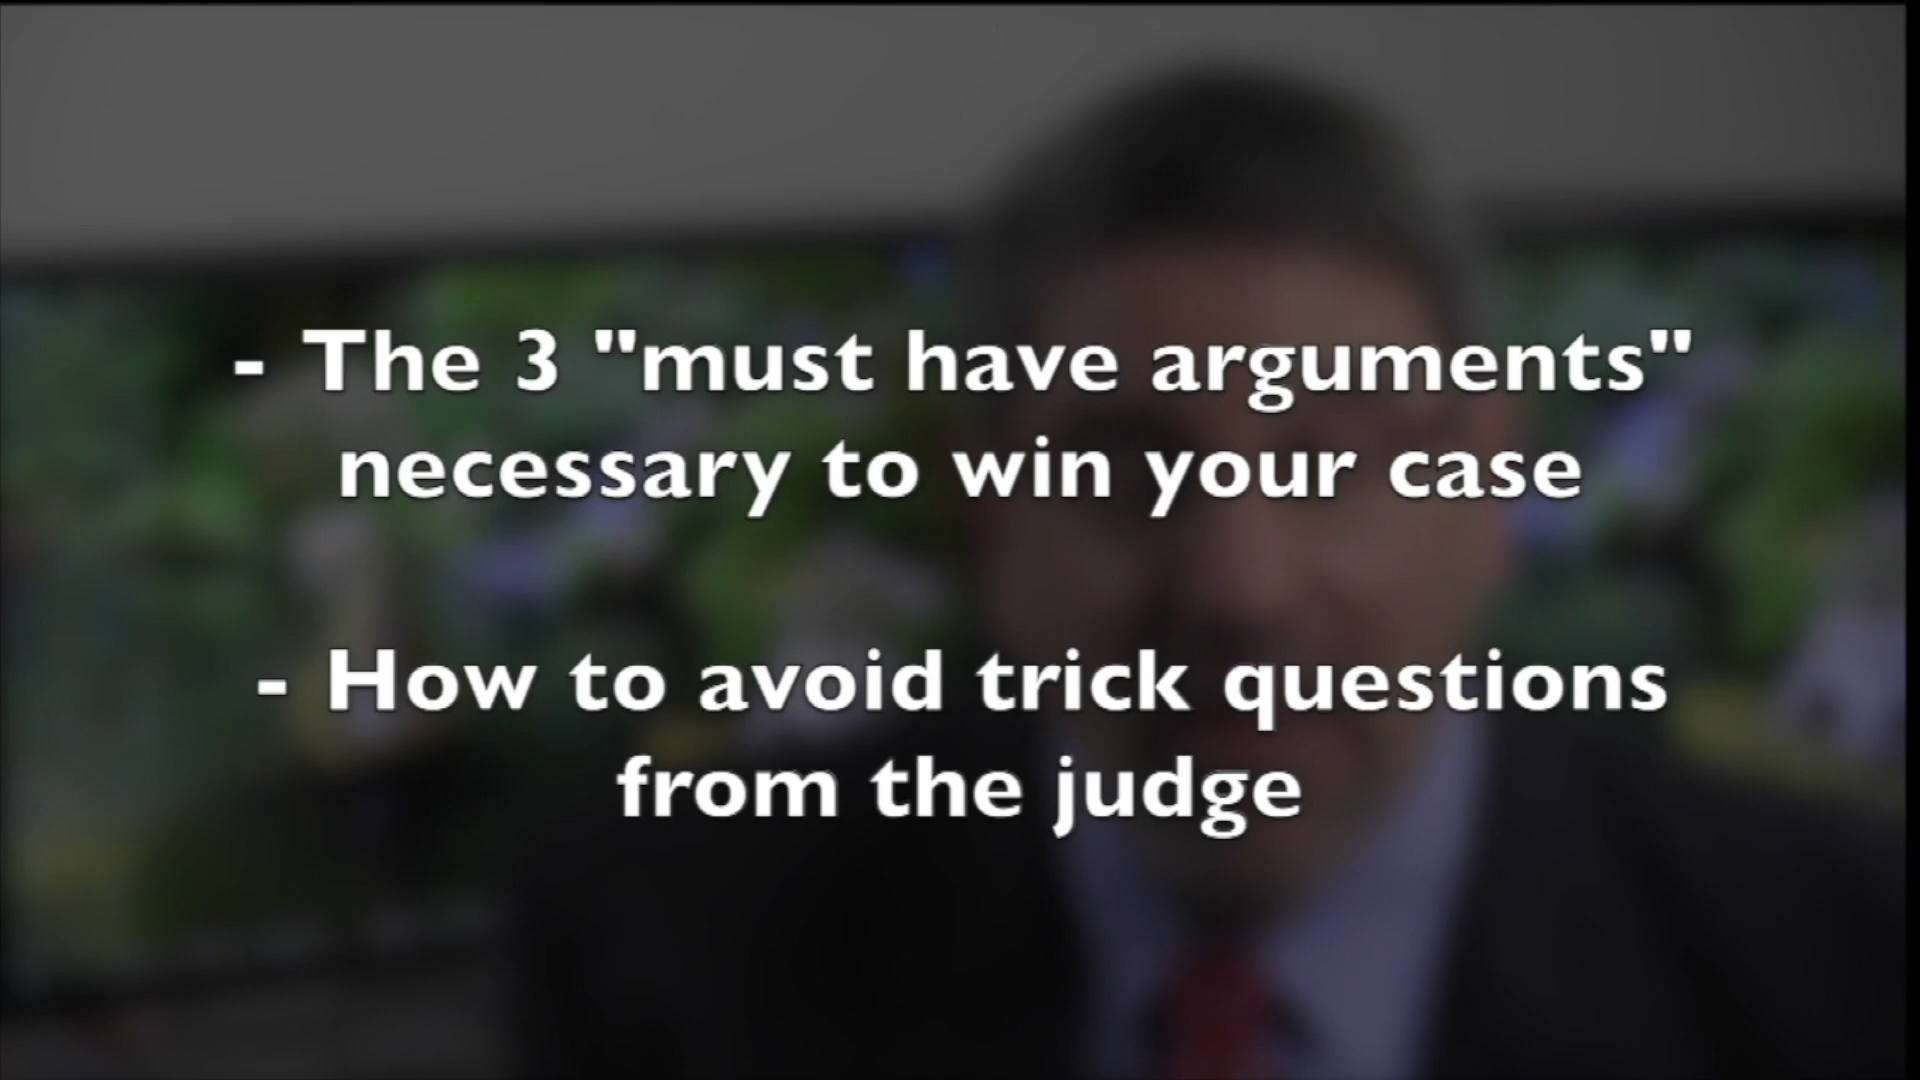 - The 3 "must have arguments"
necessary to win your case
- How to avoid trick questions
from the judge